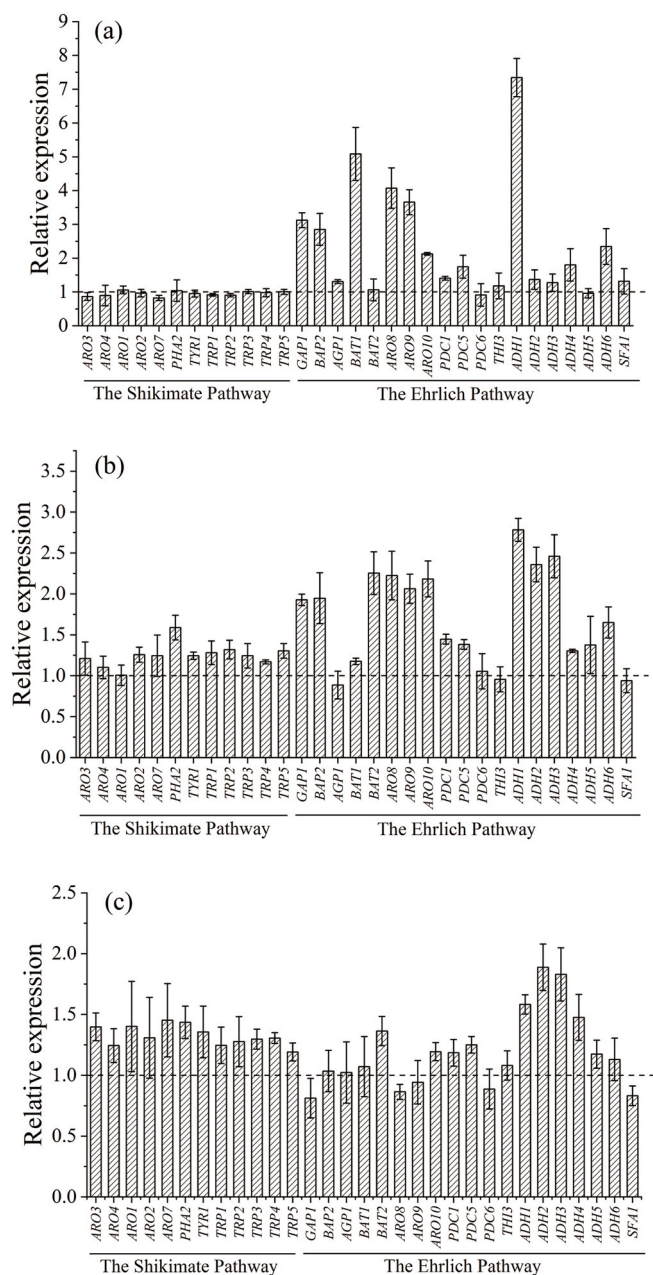 (a)
Relative expression
9
8
7
6
5
4
3
2
1
0
ARO3 ARO4 ARO1 ARO2 ARO7 PHA2 TYR1 TRP1 TRP2 TRP3 TRP4 TRP5 GAP1 BAP2 AGP1 BAT1 BAT2 ARO8 ARO9 ARO10 PDC1 PDC5 PDC6 THI3 ADH1 ADH2 ADH3 ADH4 ADH5 ADH6 SFA1
The Shikimate Pathway The Ehrlich Pathway
(b)
Relative expression
3.5
3.0
2.5
2.0
1.5
1.0
0.5
0.0
ARO3 ARO4 ARO1 ARO2 ARO7 PHA2 TYR1 TRP1 TRP2 TRP3 TRP4 TRP5 GAP1 BAP2 AGP1 BAT1 BAT2 ARO8 ARO9 ARO10 PDC1 PDC5 PDC6 THI3 ADH1 ADH2 ADH3 ADH4 ADH5 ADH6 SFA1
The Shikimate Pathway The Ehrlich Pathway
(c)
Relative expression
2.5
2.0
1.5
1.0
0.5
0.0
ARO3 ARO4 ARO1 ARO2 ARO7 PHA2 TYR1 TRP1 TRP2 TRP3 TRP4 TRP5 GAP1 BAP2 AGP1 BAT1 BAT2 ARO8 ARO9 ARO10 PDC1 PDC5 PDC6 THI3 ADH1 ADH2 ADH3 ADH4 ADH5 ADH6 SFA1
The Shikimate Pathway The Ehrlich Pathway